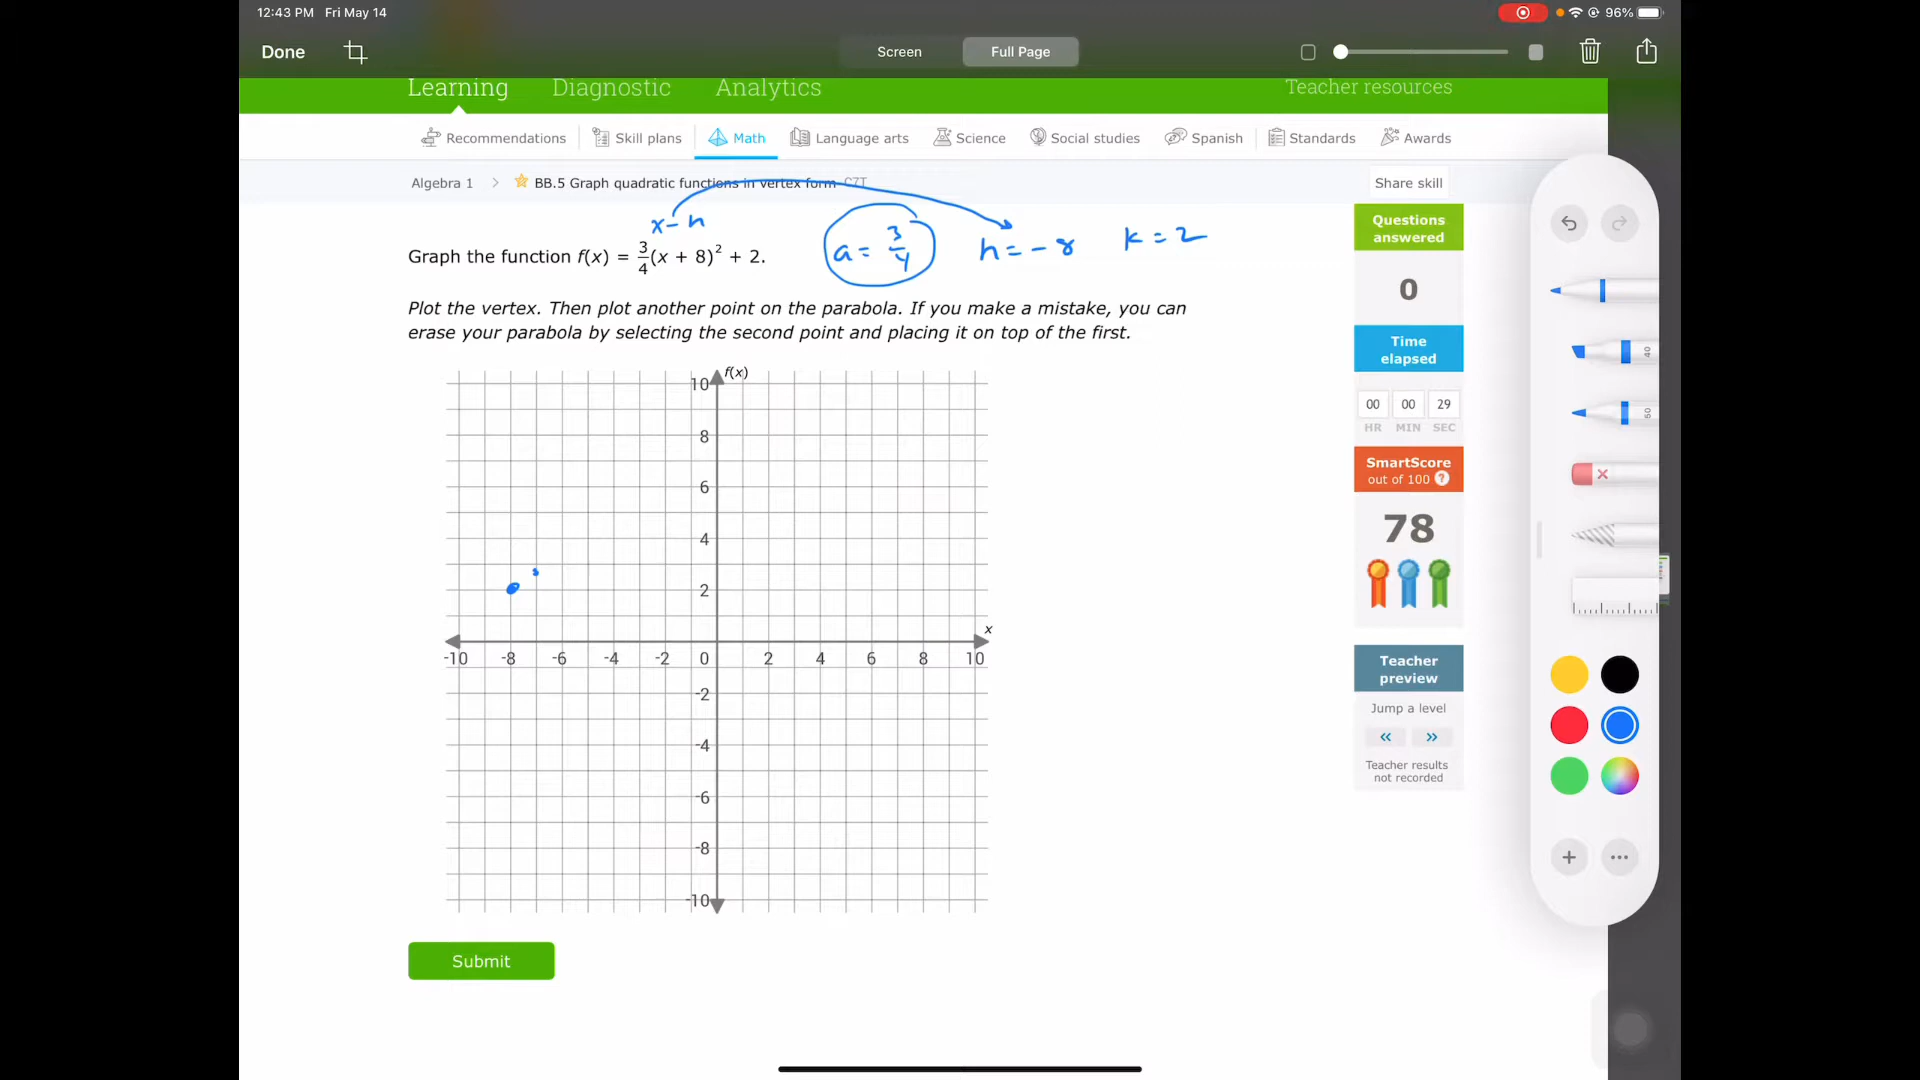 12:43 PM Fri May 14
96%
Done
Screen
Full Page
Learning
Diagnostic
Analytics
Teacher resources
Recommendations
Skill plans
Math
Language arts
Science
Social studies
Spanish
Standards
Awards
Algebra 1 > BB.5 Graph quadratic functions in vertex form C7T
Share skill
x-h
Graph the function f(x) = 3/4(x + 8)² + 2.
a = 3/4
h = -8
k = 2
Plot the vertex. Then plot another point on the parabola. If you make a mistake, you can
erase your parabola by selecting the second point and placing it on top of the first.
Questions
answered
0
Time
elapsed
00 00 29
HR MIN SEC
SmartScore
out of 100 ?
78
Teacher
preview
Jump a level
<< >>
Teacher results
not recorded
f(x)
10
8
6
4
2
x
-10 -8 -6 -4 -2 0 2 4 6 8 10
-2
-4
-6
-8
-10
Submit
40
50